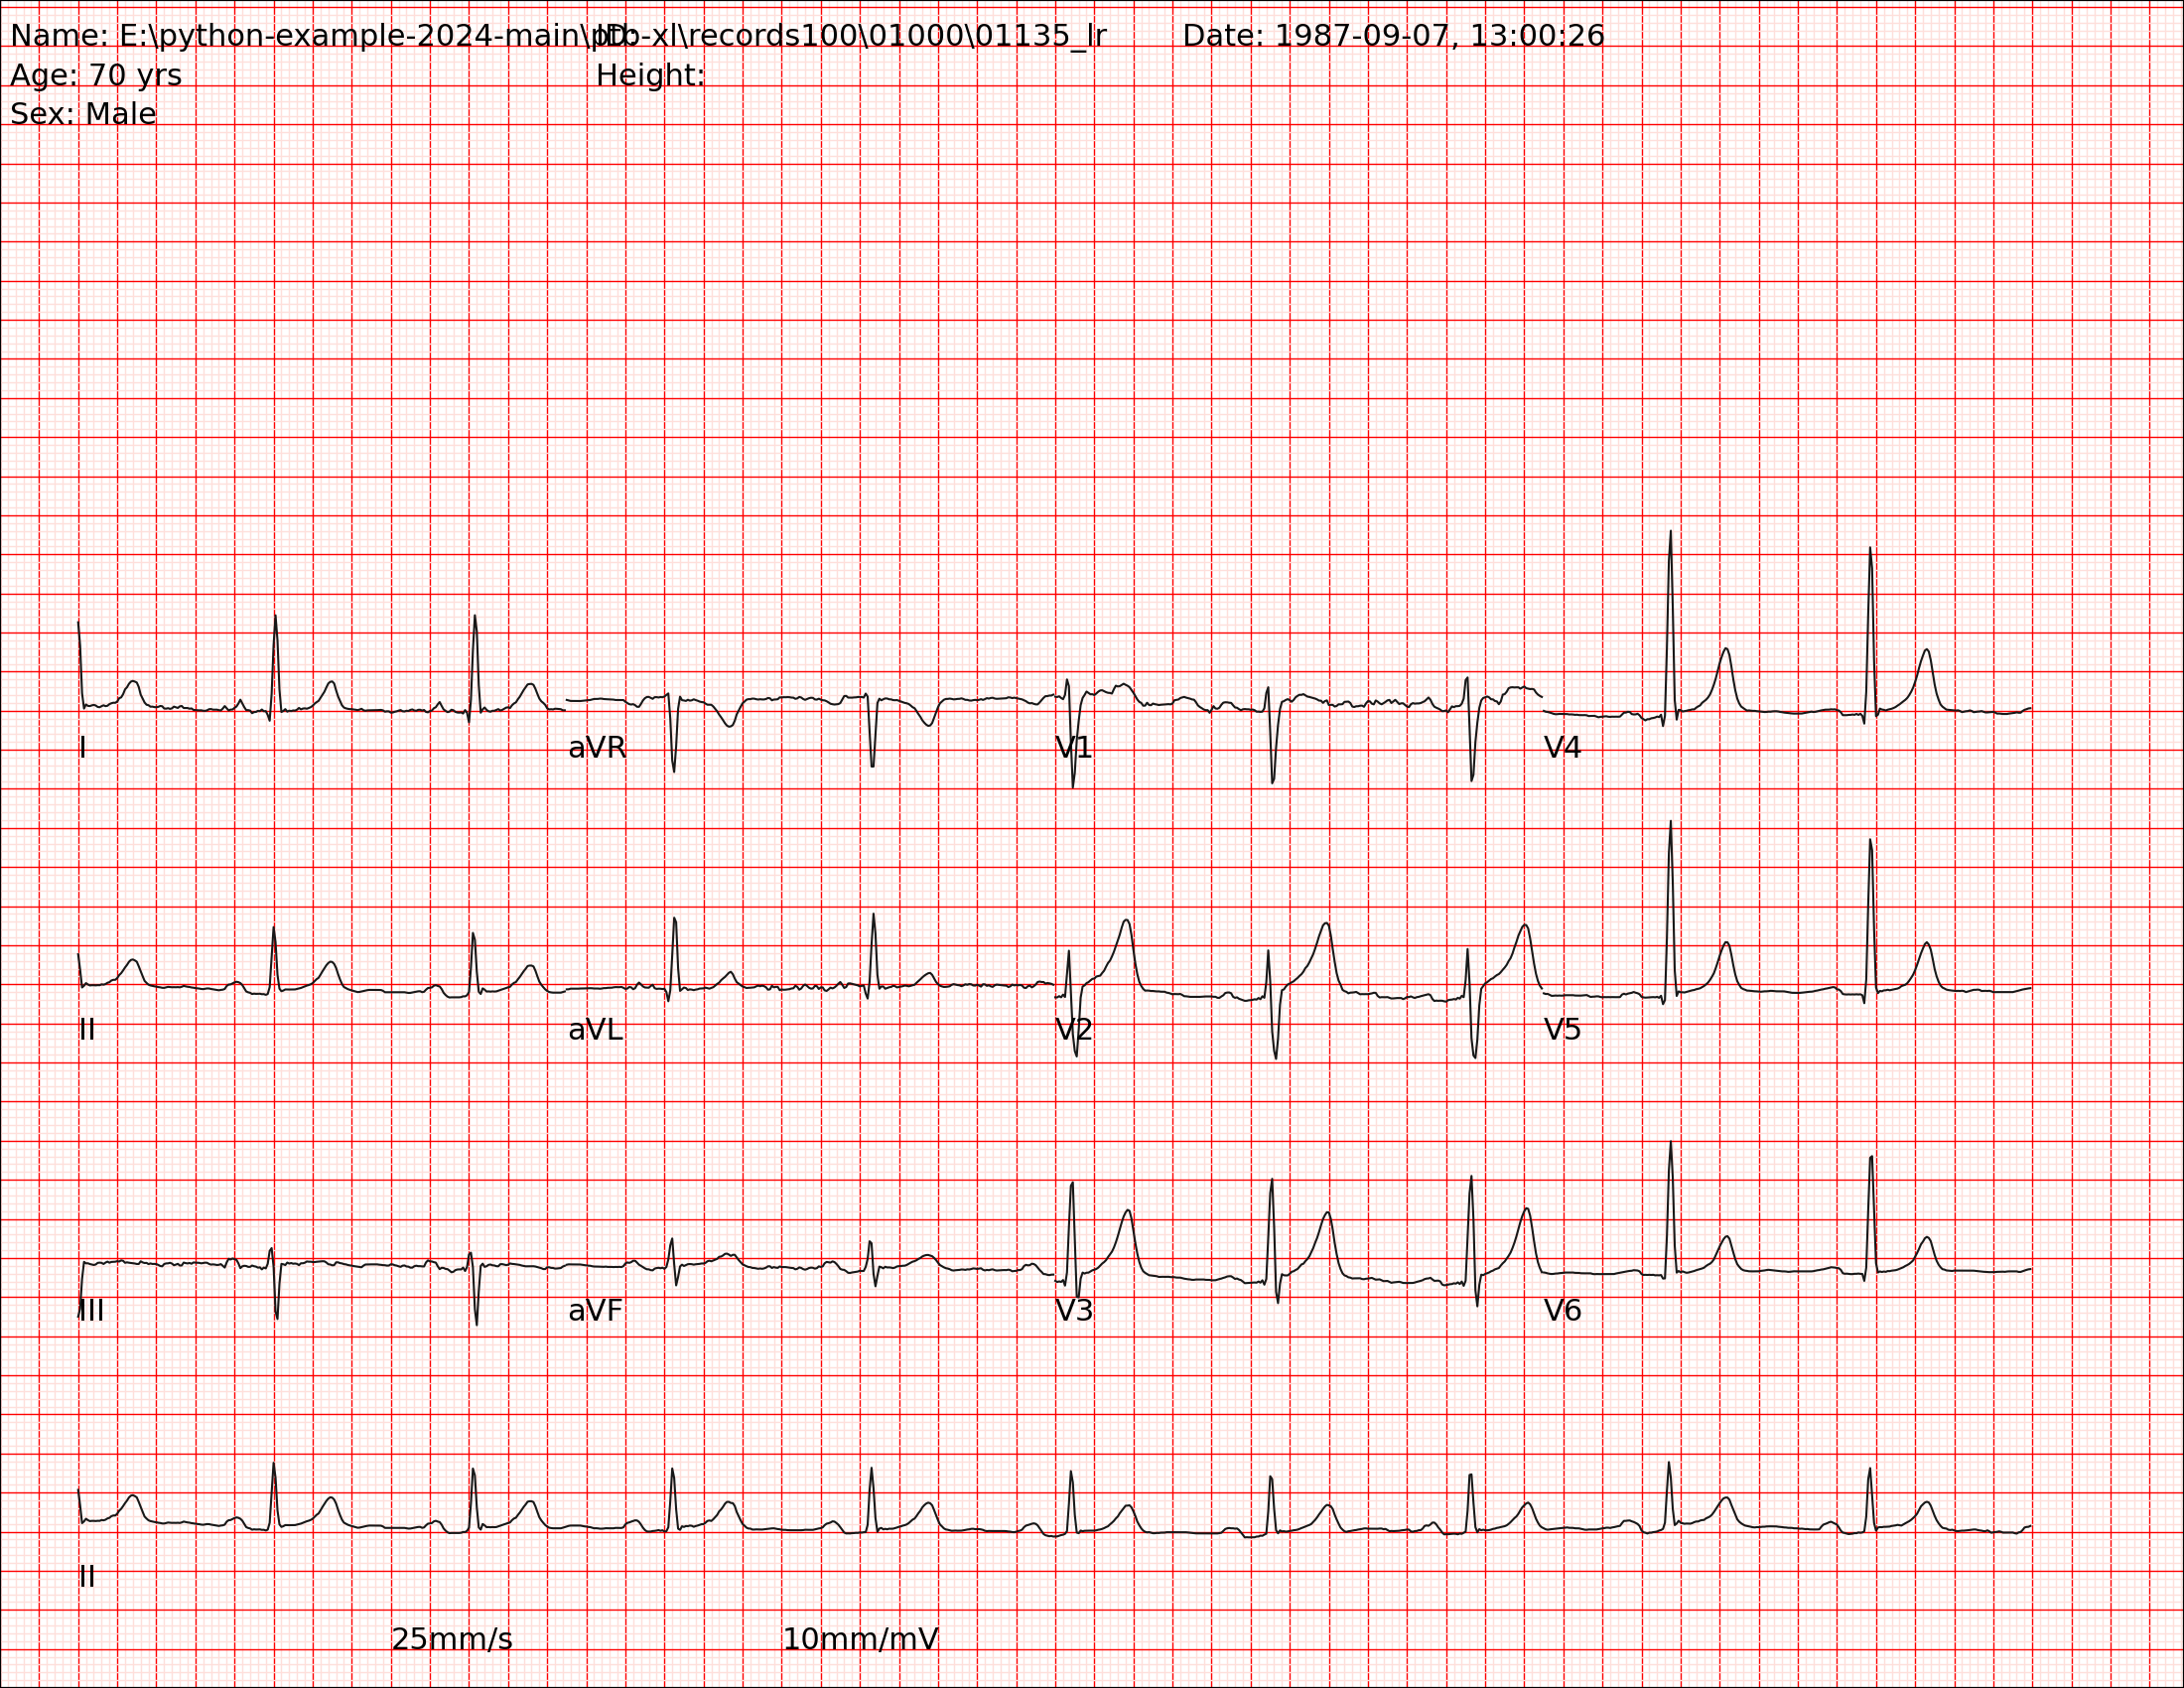 Name: E:\python-example-2024-main\ptb-xl\records100\01000\01135_lr ID: Date: 1987-09-07, 13:00:26
Age: 70 yrs Height:
Sex: Male
I aVR V1 V4
II aVL V2 V5
III aVF V3 V6
II
25mm/s 10mm/mV